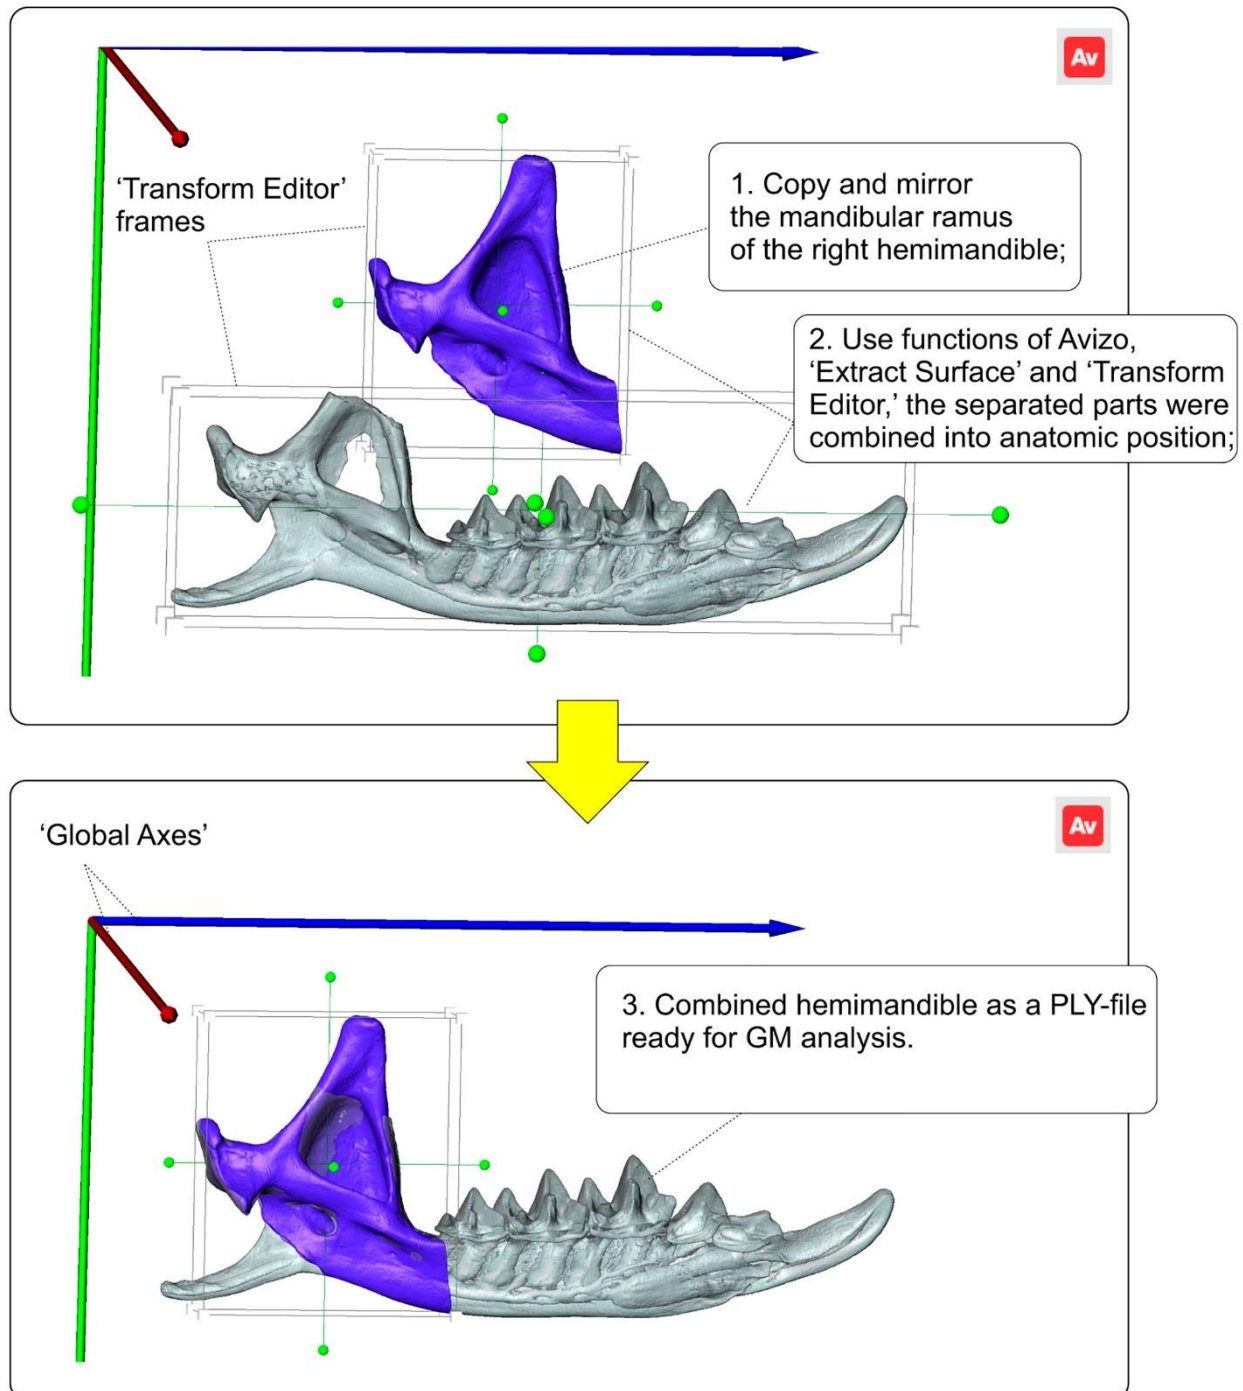 Av
‘Transform Editor’
frames
1. Copy and mirror
the mandibular ramus
of the right hemimandible;
2. Use functions of Avizo,
‘Extract Surface’ and ‘Transform
Editor,’ the separated parts were
combined into anatomic position;
‘Global Axes’
Av
3. Combined hemimandible as a PLY-file
ready for GM analysis.